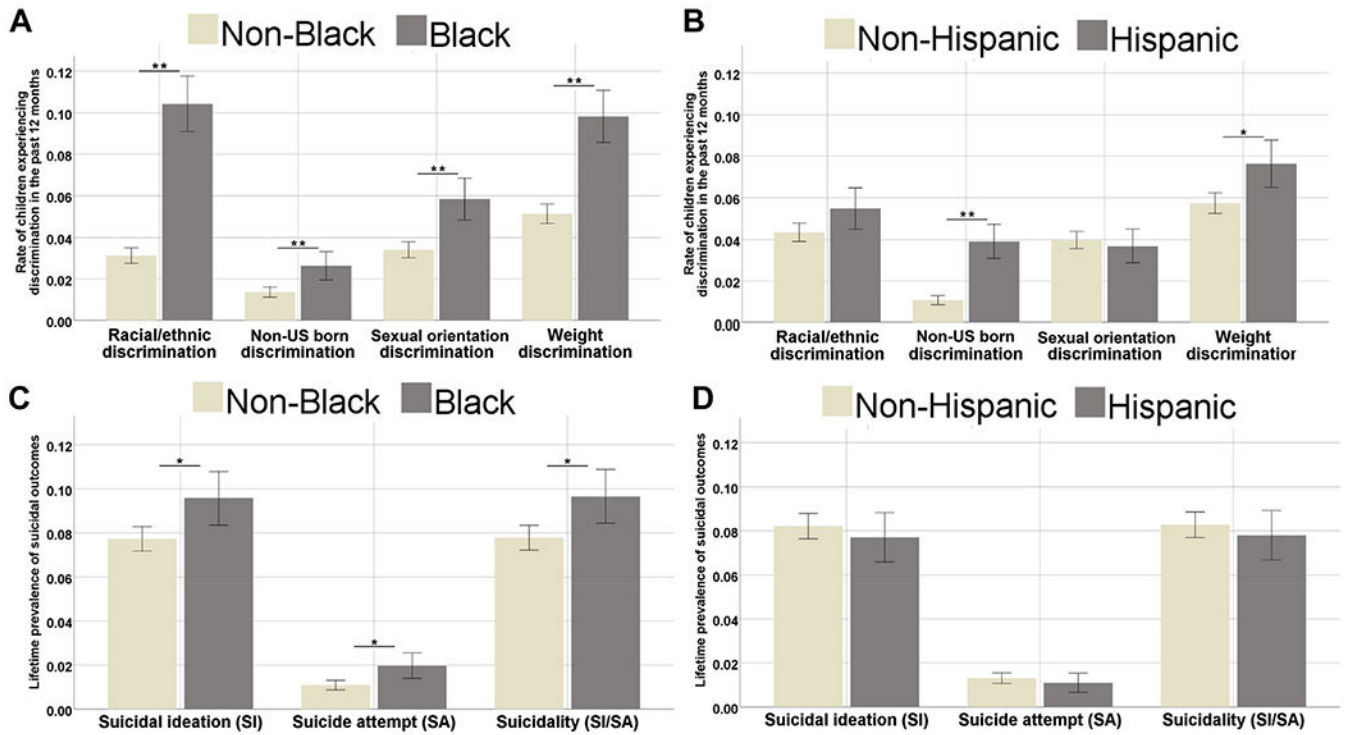 A
Non-Black Black
Rate of children experiencing
discrimination in the past 12 months
0.12
0.10
0.08
0.06
0.04
0.02
0.00
**
**
**
**
Racial/ethnic
discrimination
Non-US born
discrimination
Sexual orientation
discrimination
Weight
discrimination
B
Non-Hispanic Hispanic
Rate of children experiencing
discrimination in the past 12 months
0.12
0.10
0.08
0.06
0.04
0.02
0.00
**
*
Racial/ethnic
discrimination
Non-US born
discrimination
Sexual orientation
discrimination
Weight
discrimination
C
Non-Black Black
Lifetime prevalence of suicidal outcomes
0.12
0.10
0.08
0.06
0.04
0.02
0.00
*
*
*
Suicidal ideation (SI)
Suicide attempt (SA)
Suicidality (SI/SA)
D
Non-Hispanic Hispanic
Lifetime prevalence of suicidal outcomes
0.12
0.10
0.08
0.06
0.04
0.02
0.00
Suicidal ideation (SI)
Suicide attempt (SA)
Suicidality (SI/SA)